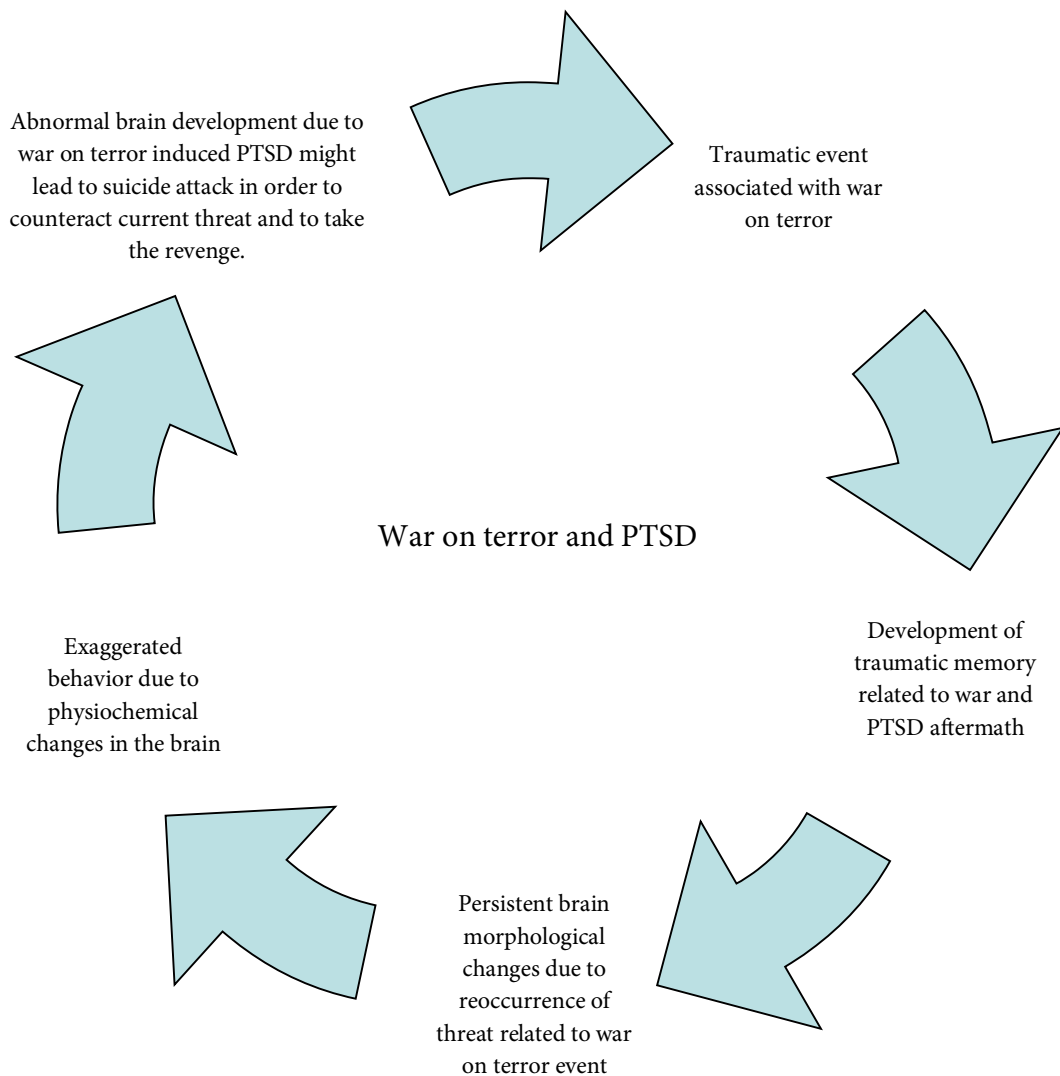 Abnormal brain development due to
war on terror induced PTSD might
lead to suicide attack in order to
counteract current threat and to take
the revenge.
Traumatic event
associated with war
on terror
War on terror and PTSD
Development of
traumatic memory
related to war and
PTSD aftermath
Persistent brain
morphological
changes due to
reoccurrence of
threat related to war
on terror event
Exaggerated
behavior due to
physiochemical
changes in the brain